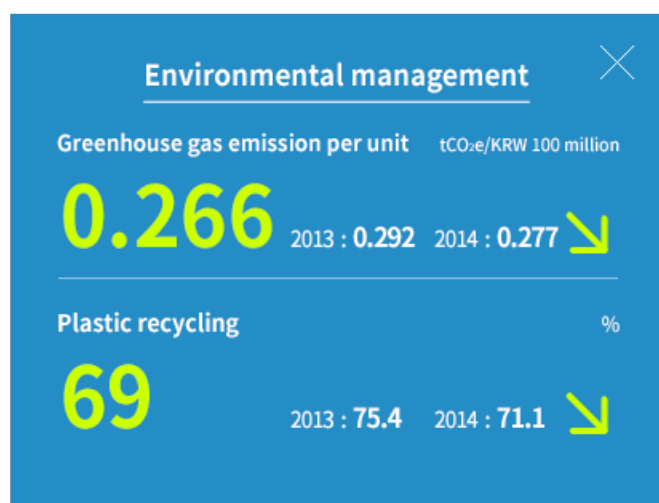 Environmental management
Greenhouse gas emission per unit tCO₂e/KRW 100 million
0.266 2013 : 0.292 2014 : 0.277
Plastic recycling %
69 2013 : 75.4 2014 : 71.1